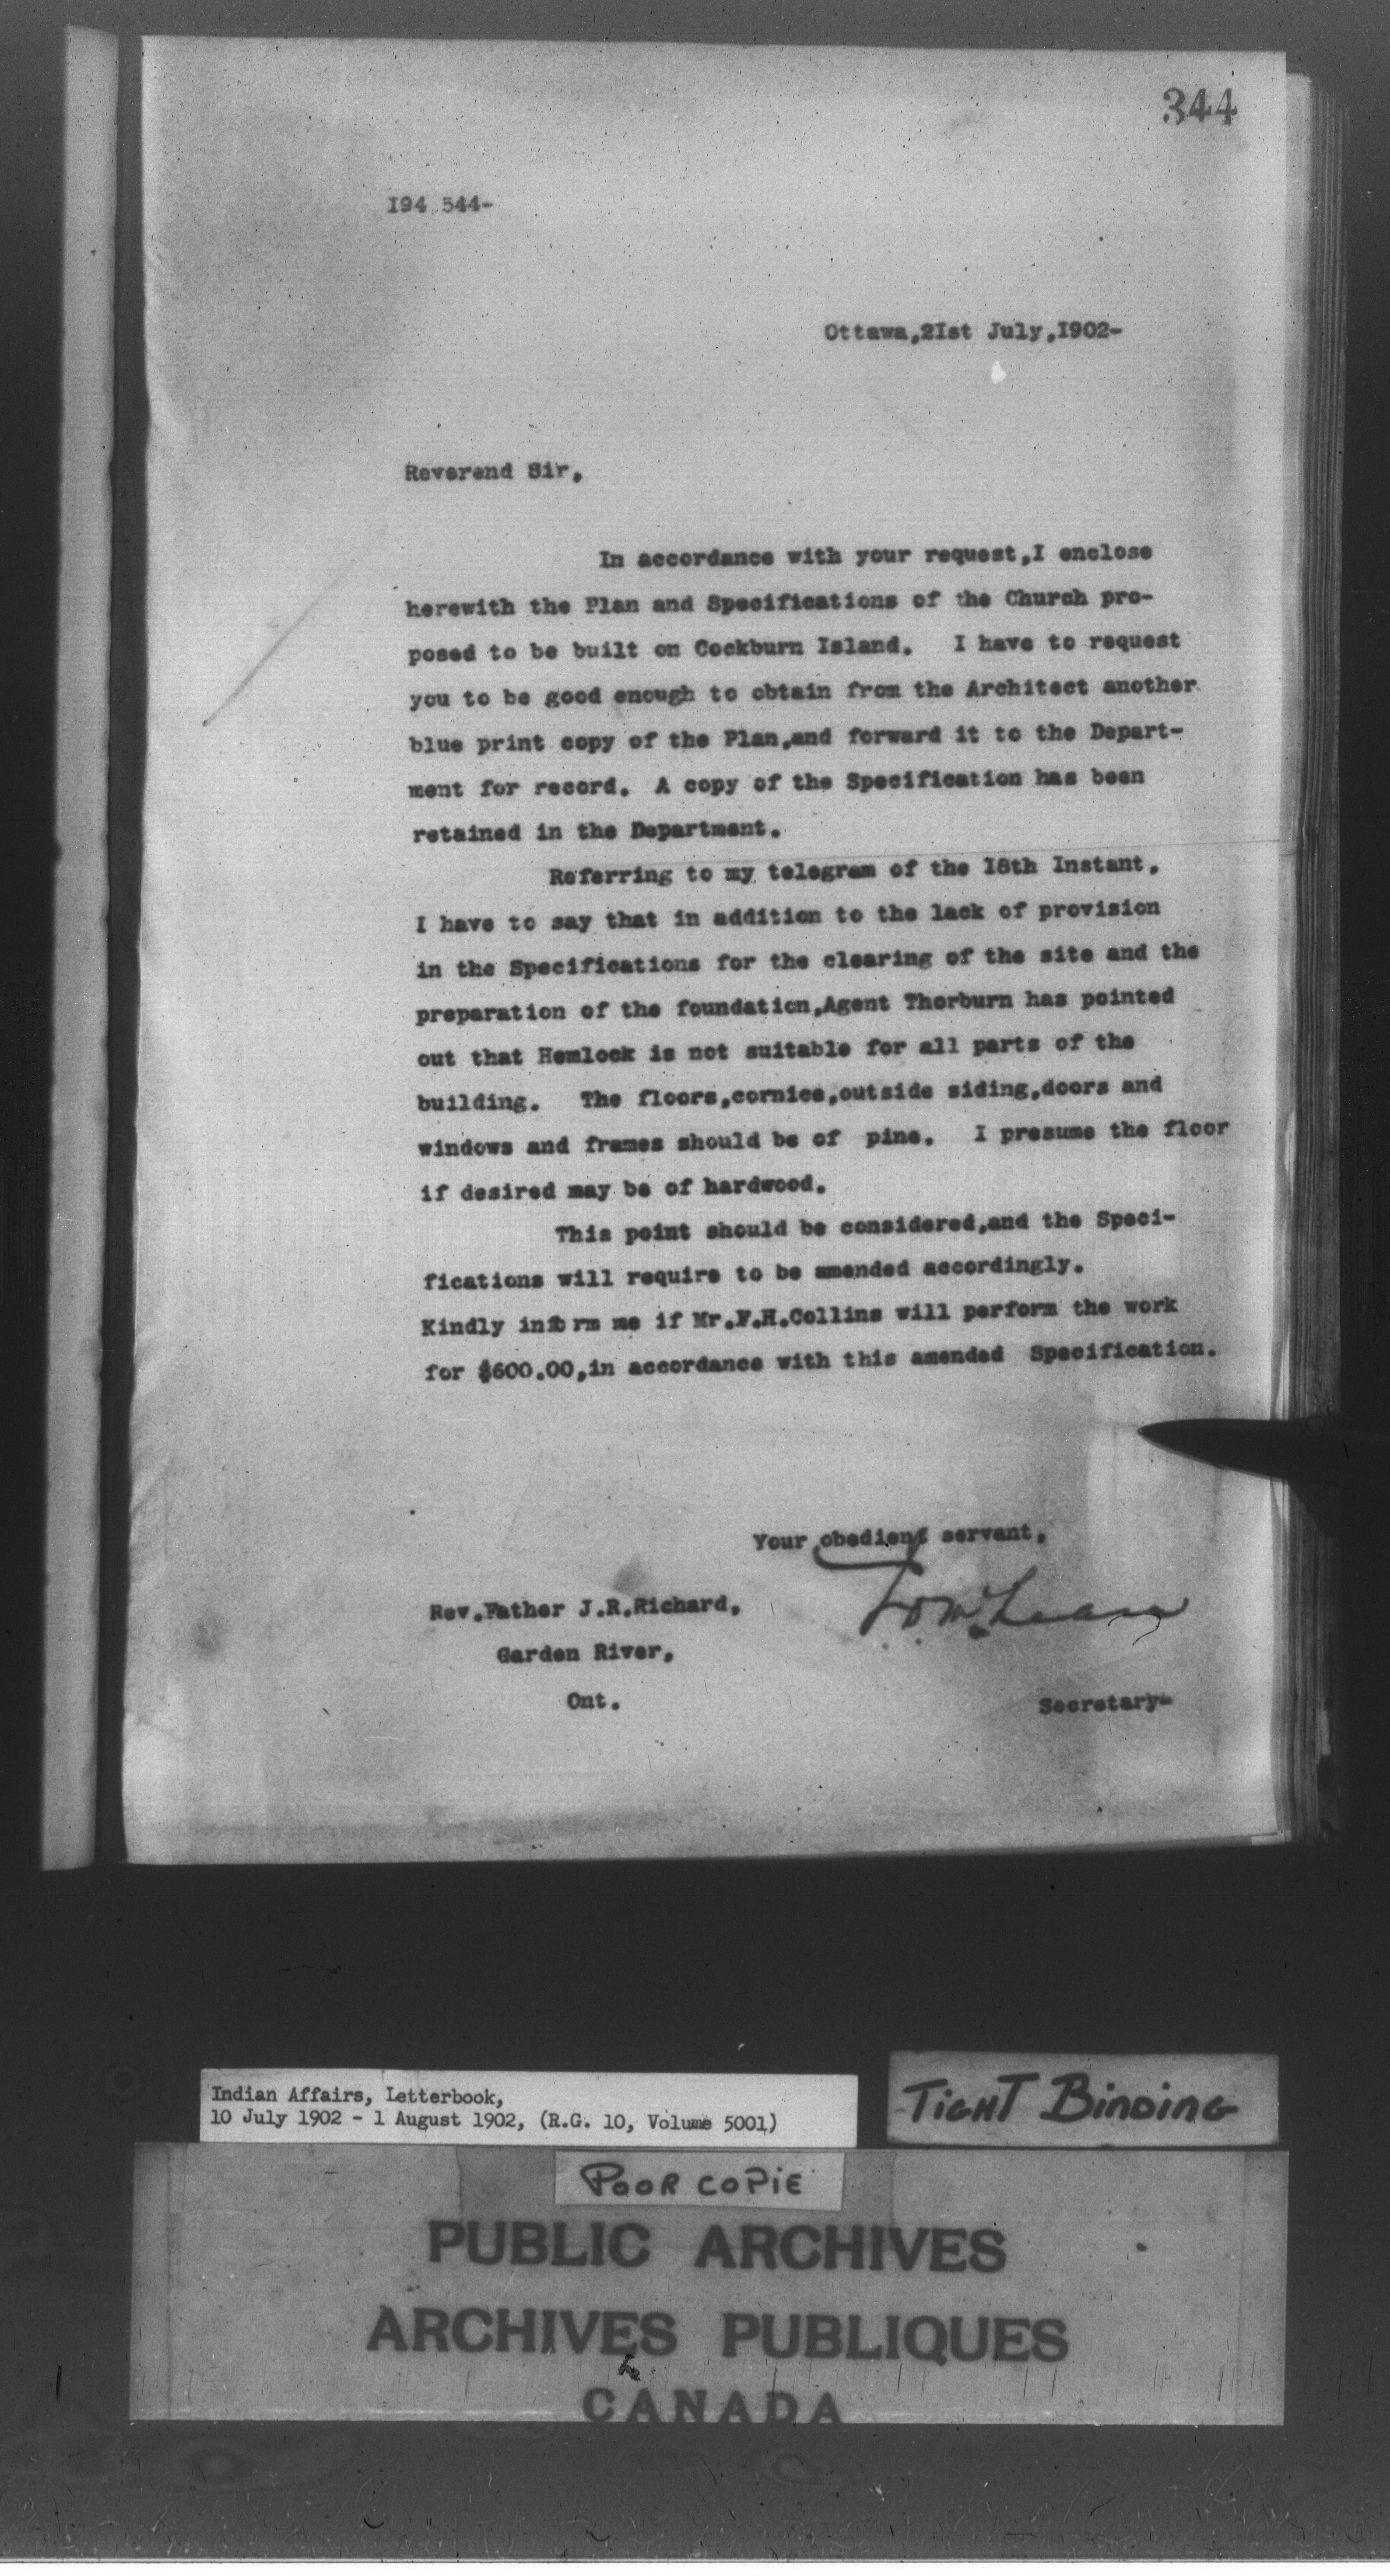 344
I94 544-
Ottawa,2Ist July,I902-
Reverend Sir,
In accordance with your request,I enclose
herewith the Plan and Specifications of the Church pro-
posed to be built on Cockburn Island. I have to request
you to be good enough to obtain from the Architect another
blue print copy of the Plan,and forward it to the Depart-
ment for record. A copy of the Specification has been
retained in the Department.
Referring to my telegram of the I8th Instant,
I have to say that in addition to the lack of provision
in the Specifications for the clearing of the site and the
preparation of the foundation,Agent Thorburn has pointed
out that Hemlock is not suitable for all parts of the
building. The floors,cornice,outside siding,doors and
windows and frames should be of pine. I presume the floor
if desired may be of hardwood.
This point should be considered,and the Speci-
fications will require to be amended accordingly.
Kindly inform me if Mr.F.H.Collins will perform the work
for $600.00,in accordance with this amended Specification.
Your obedient servant,
Rev.Father J.R.Richard,
Garden River,
Ont.
Secretary-
Indian Affairs, Letterbook,
10 July 1902 - 1 August 1902, (R.G. 10, Volume 5001)
TIGHT BINDING
POOR COPIE
PUBLIC ARCHIVES
ARCHIVES PUBLIQUES
CANADA